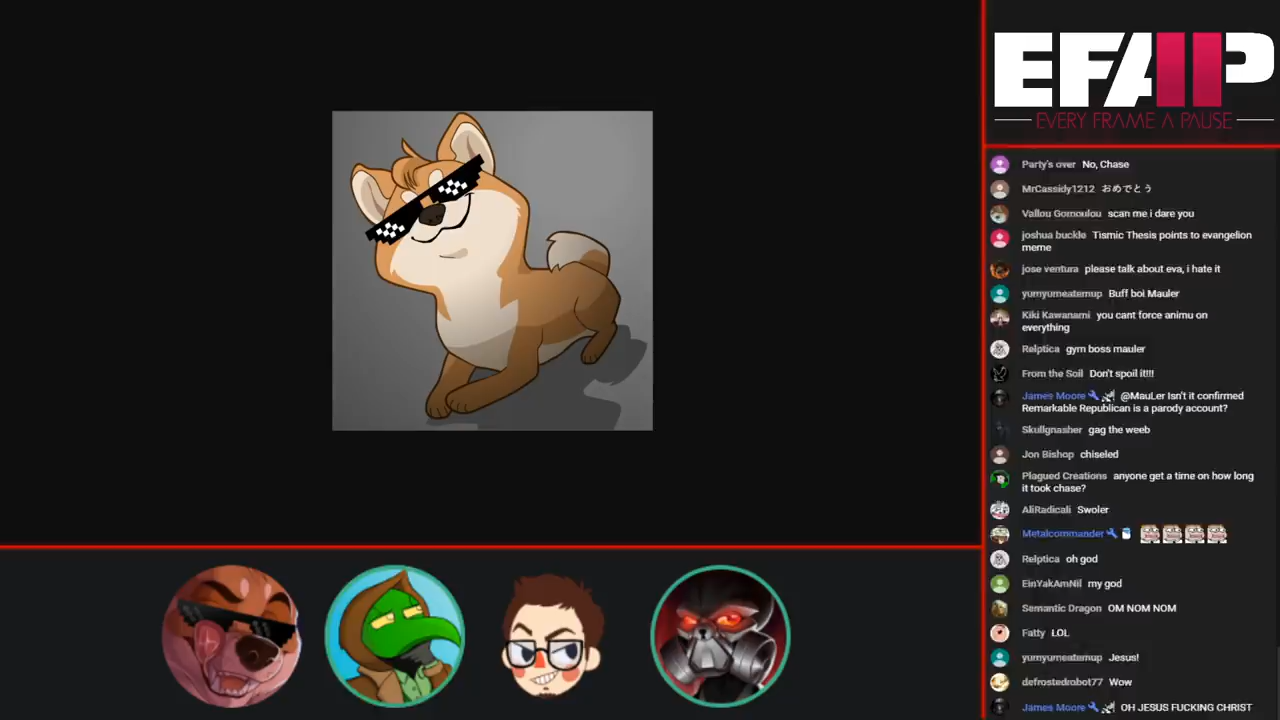 EFAP
EVERY FRAME A PAUSE
Party's over No, Chase
MrCassidy1212 おめでとう
Vallou Gomoulou scan me i dare you
joshua buckle Tismic Thesis points to evangelion
meme
jose ventura please talk about eva, i hate it
yumyumeatemup Buff boi Mauler
Kiki Kawanami you cant force animu on
everything
Relptica gym boss mauler
From the Soil Don't spoil it!!!
James Moore @MauLer Isn't it confirmed
Remarkable Republican is a parody account?
Skullgnasher gag the weeb
Jon Bishop chiseled
Plagued Creations anyone get a time on how long
it took chase?
AliRadicali Swoler
Metalcommander
Relptica oh god
EinYakAmNil my god
Semantic Dragon OM NOM NOM
Fatty LOL
yumyumeatemup Jesus!
defrostedrobot77 Wow
James Moore OH JESUS FUCKING CHRIST